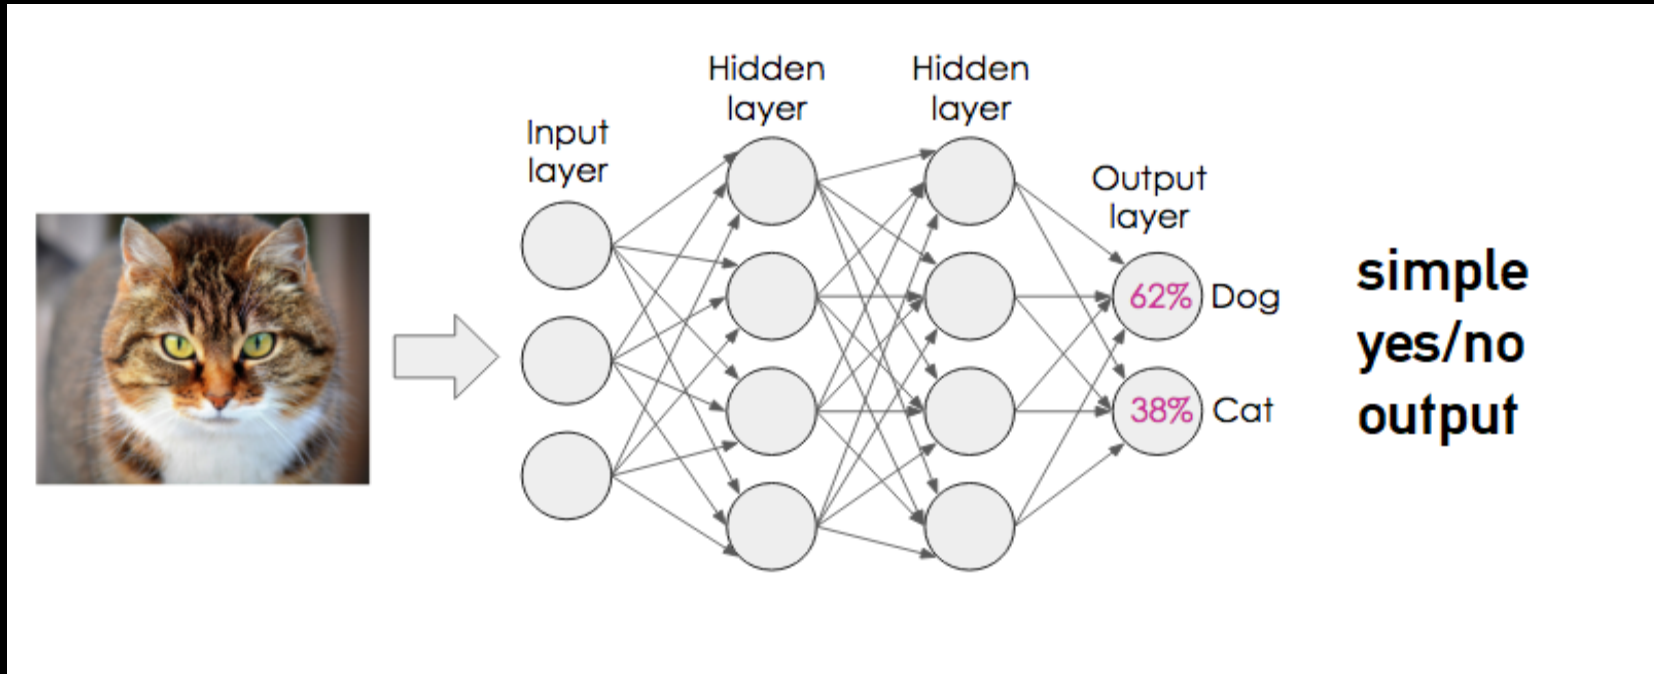 Hidden
layer
Hidden
layer
Input
layer
Output
layer
62% Dog
38% Cat
simple
yes/no
output